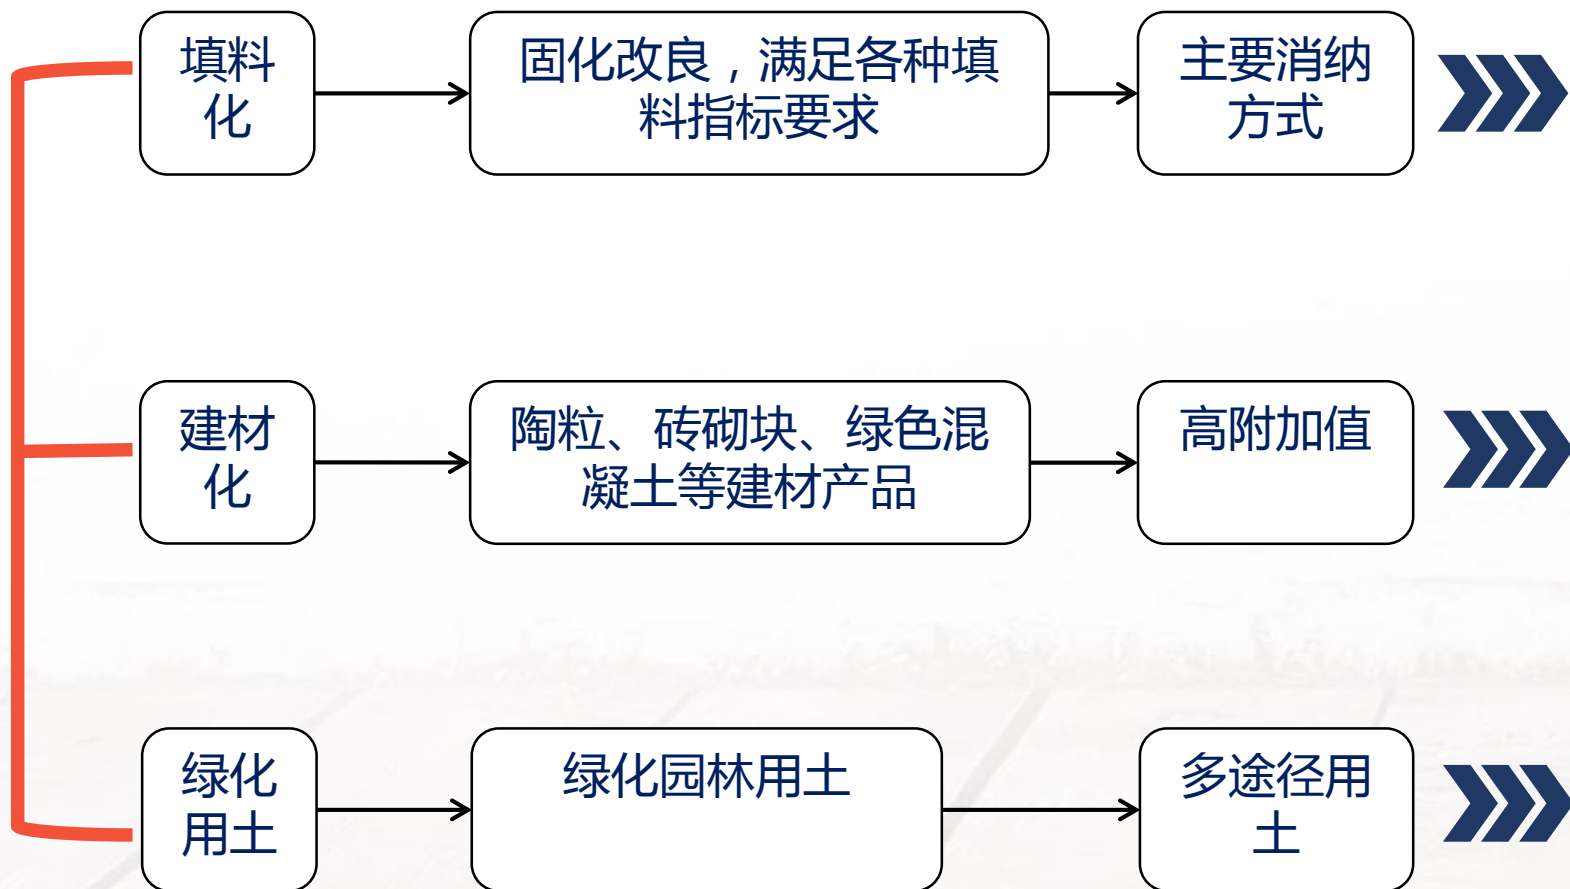 填料
化
固化改良，满足各种填
料指标要求
主要消纳
方式
建材
化
陶粒、砖砌块、绿色混
凝土等建材产品
高附加值
绿化
用土
绿化园林用土
多途径用
土